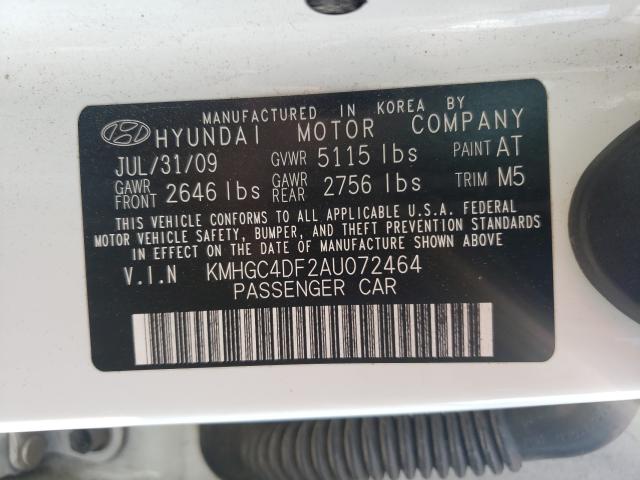 MANUFACTURED IN KOREA BY
HYUNDAI MOTOR COMPANY
JUL/31/09 GVWR 5115 lbs PAINT AT
GAWR FRONT 2646 lbs GAWR REAR 2756 lbs TRIM M5
THIS VEHICLE CONFORMS TO ALL APPLICABLE U.S.A. FEDERAL
MOTOR VEHICLE SAFETY, BUMPER, AND THEFT PREVENTION STANDARDS
IN EFFECT ON THE DATE OF MANUFACTURE SHOWN ABOVE.
V.I.N KMHGC4DF2AU072464
PASSENGER CAR